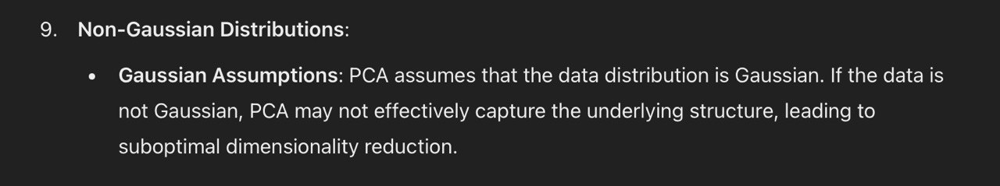 9. Non-Gaussian Distributions:
• Gaussian Assumptions: PCA assumes that the data distribution is Gaussian. If the data is
not Gaussian, PCA may not effectively capture the underlying structure, leading to
suboptimal dimensionality reduction.